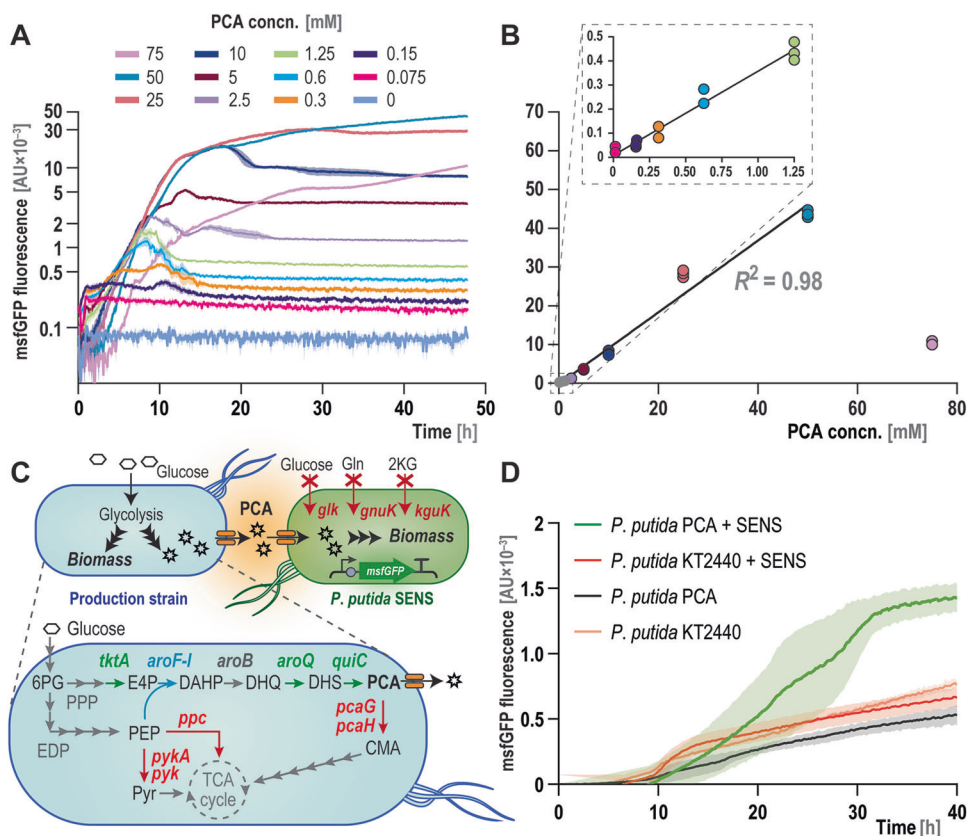 A
PCA concn. [mM]
75 10 1.25 0.15
50 5 0.6 0.075
25 2.5 0.3 0
msfGFP fluorescence [AU×10⁻³]
50
30
10
5
2
1
0.5
0.1
0 10 20 30 40 50
Time [h]
B
70
60
50
40
30
20
10
0
0.5
0.4
0.3
0.2
0.1
0
0 0.25 0.50 0.75 1.00 1.25
R² = 0.98
0 20 40 60 80
PCA concn. [mM]
C
Glucose
Glycolysis
Biomass
Production strain
PCA
Glucose Gln 2KG
glk gnuK kguK
Biomass
msfGFP
P. putida SENS
Glucose
tktA aroF-I aroB aroQ quiC
6PG E4P DAHP DHQ DHS PCA
PPP
pcaG
pcaH
ppc
PEP
CMA
EDP
pykA
pyk
TCA
cycle
Pyr
D
msfGFP fluorescence [AU×10⁻³]
2
1.5
1
0.5
0
P. putida PCA + SENS
P. putida KT2440 + SENS
P. putida PCA
P. putida KT2440
0 10 20 30 40
Time [h]